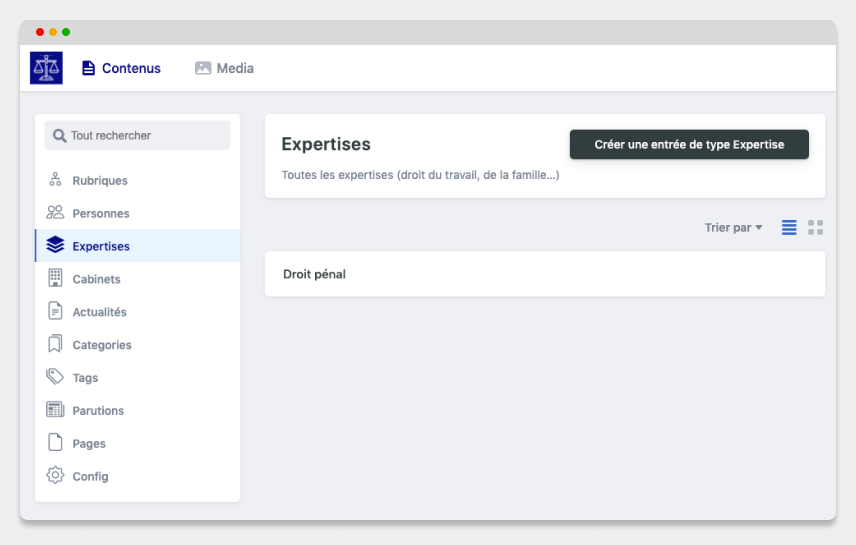 Contenus
Media
Tout rechercher
Rubriques
Personnes
Expertises
Cabinets
Actualités
Categories
Tags
Parutions
Pages
Config
Expertises
Créer une entrée de type Expertise
Toutes les expertises (droit du travail, de la famille...)
Trier par
Droit pénal